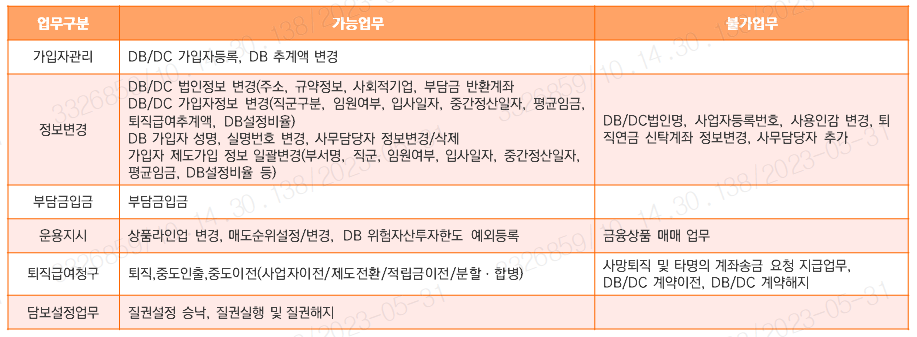 업무구분 가능업무 불가업무
가입자관리 DB/DC 가입자등록, DB 추계액 변경
정보변경
DB/DC 법인정보 변경(주소, 규약정보, 사회적기업, 부담금 반환계좌
DB/DC 가입자정보 변경(직군구분, 임원여부, 입사일자, 중간정산일자, 평균임금,
퇴직급여추계액, DB설정비율)
DB 가입자 성명, 실명번호 변경, 사무담당자 정보변경/삭제
가입자 제도가입 정보 일괄변경(부서명, 직군, 임원여부, 입사일자, 중간정산일자,
평균임금, DB설정비율 등)
DB/DC법인명, 사업자등록번호, 사용인감 변경, 퇴
직연금 신탁계좌 정보변경, 사무담당자 추가
부담금입금 부담금입금
운용지시 상품라인업 변경, 매도순위설정/변경, DB 위험자산투자한도 예외등록 금융상품 매매 업무
퇴직급여청구 퇴직,중도인출,중도이전(사업자이전/제도전환/적립금이전/분할·합병)
사망퇴직 및 타명의 계좌송금 요청 지급업무,
DB/DC 계약이전, DB/DC 계약해지
담보설정업무 질권설정 승낙, 질권실행 및 질권해지
3326859/10.14.30.138/2023-05-31